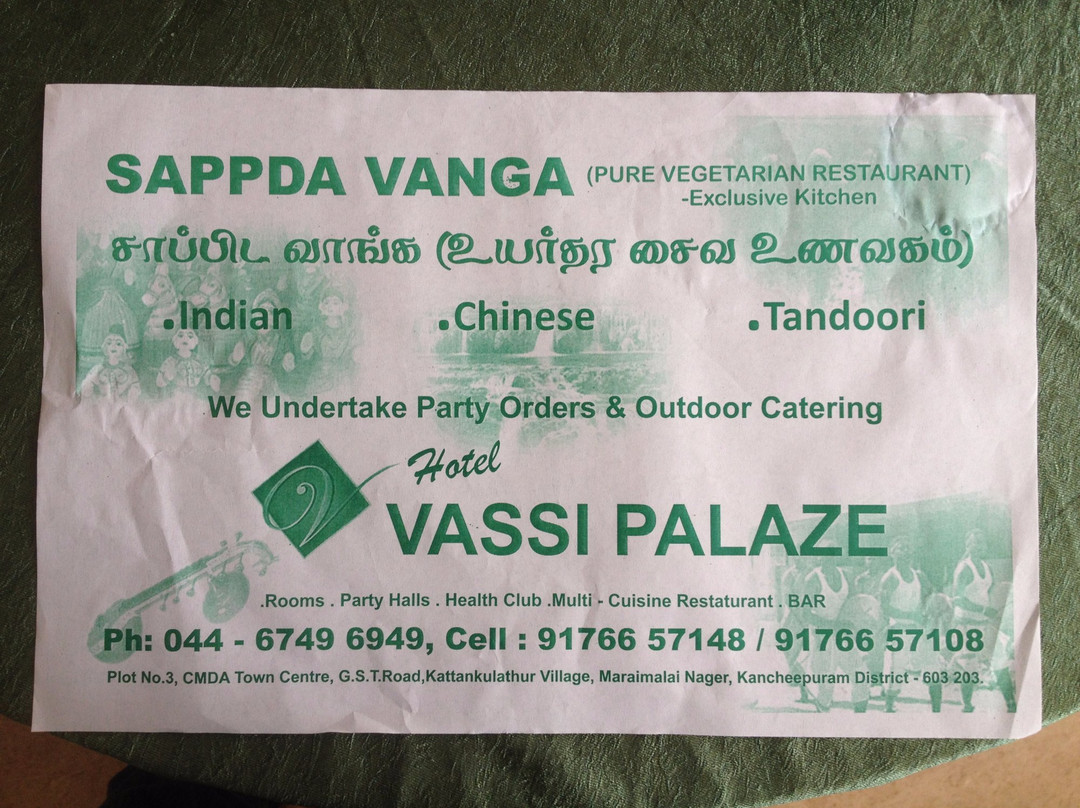 SAPPDA VANGA (PURE VEGETARIAN RESTAURANT)
-Exclusive Kitchen
சாப்பிட வாங்க (உயர்தர சைவ உணவகம்)
.Indian .Chinese .Tandoori
We Undertake Party Orders & Outdoor Catering
Hotel
VASSI PALAZE
.Rooms . Party Halls . Health Club .Multi - Cuisine Restaturant . BAR
Ph: 044 - 6749 6949, Cell : 91766 57148 / 91766 57108
Plot No.3, CMDA Town Centre, G.S.T.Road,Kattankulathur Village, Maraimalai Nager, Kancheepuram District - 603 203.